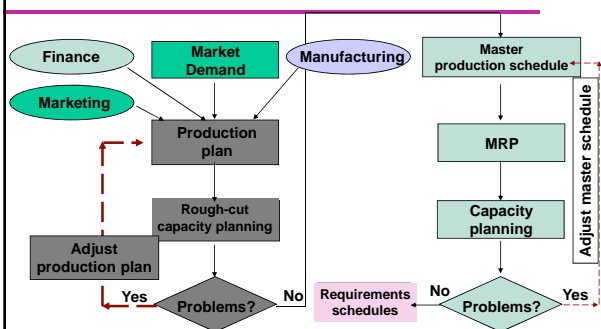 Finance
Market
Demand
Manufacturing
Marketing
Production
plan
Rough-cut
capacity planning
Adjust
production plan
Yes
Problems?
No
Master
production schedule
MRP
Capacity
planning
Adjust master schedule
Requirements
schedules
No
Problems?
Yes